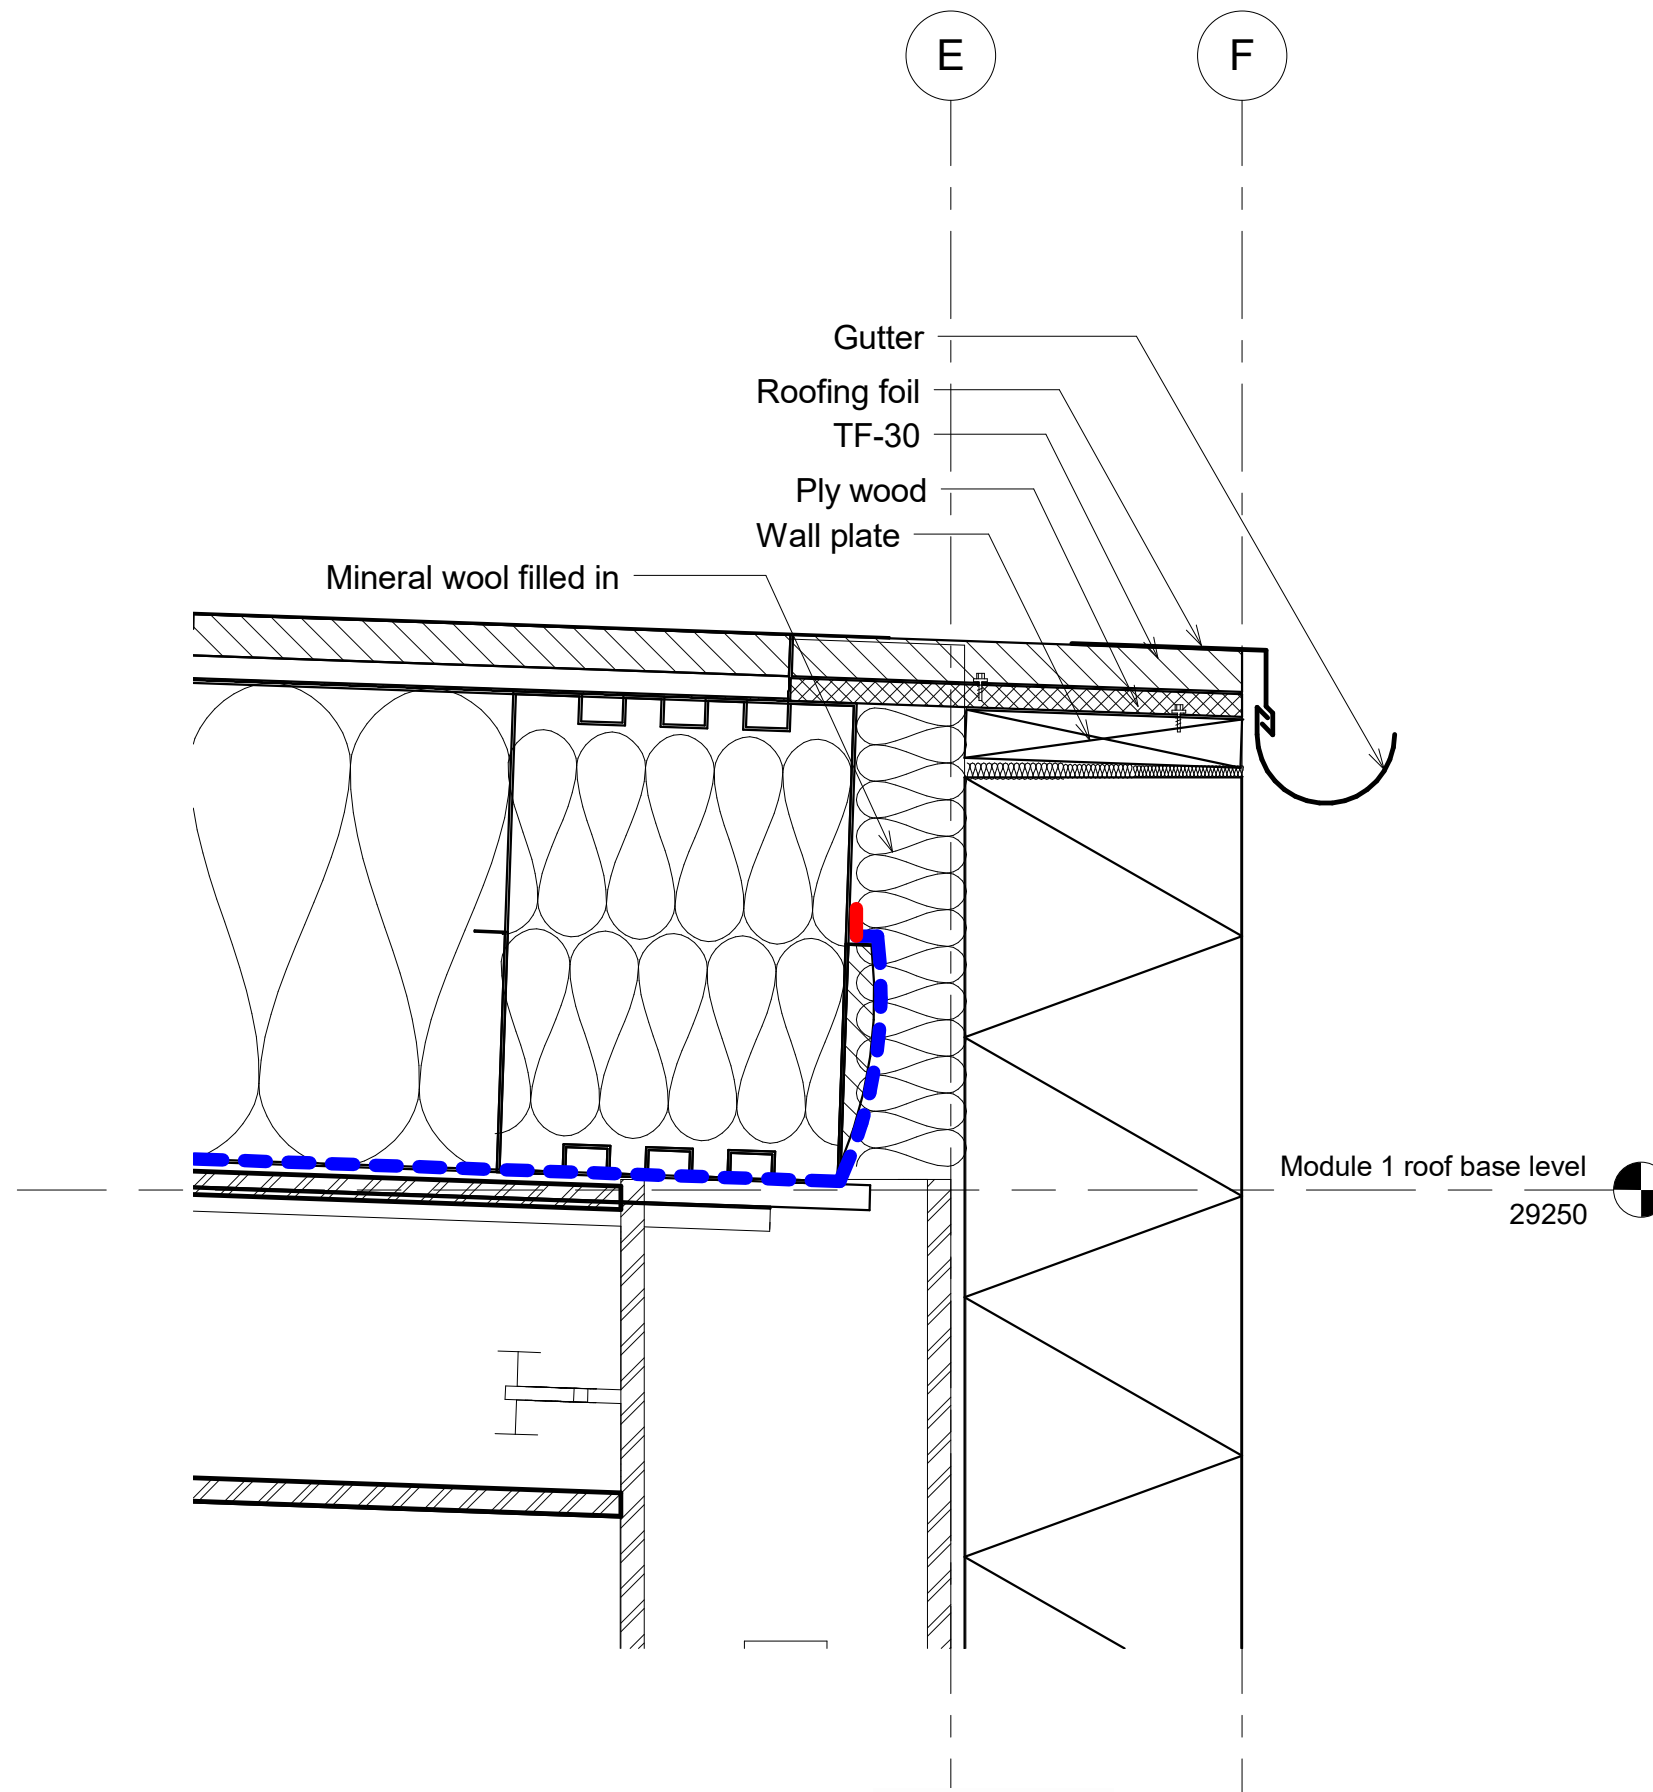 E
F
Gutter
Roofing foil
TF-30
Ply wood
Wall plate
Mineral wool filled in
Module 1 roof base level
29250